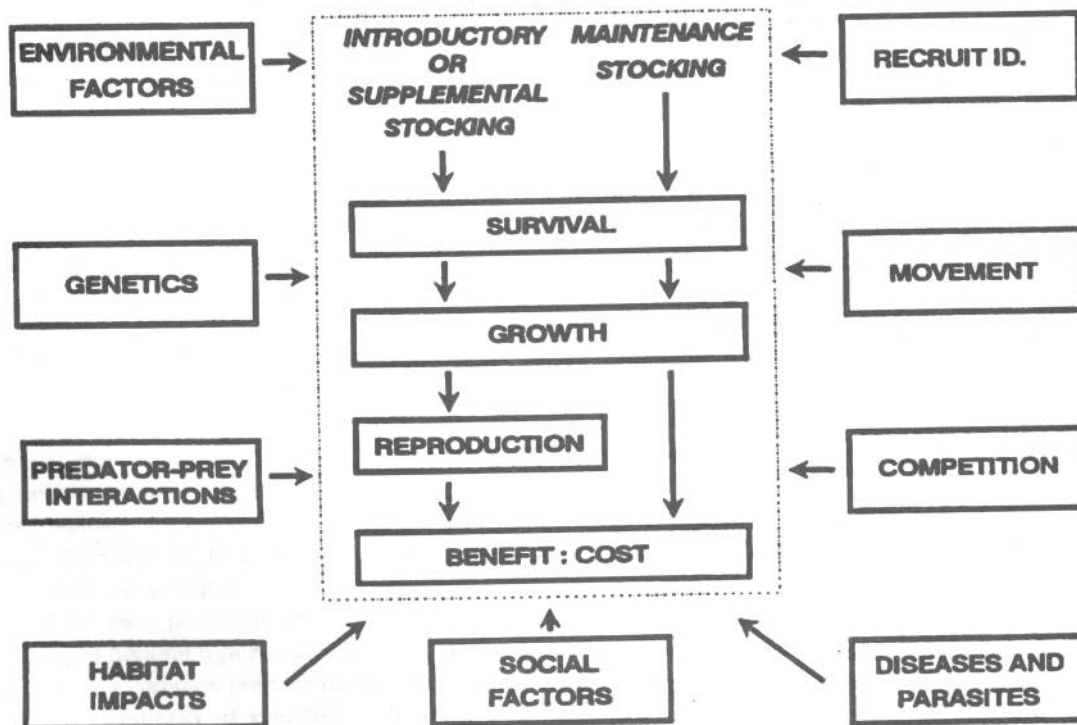 ENVIRONMENTAL
FACTORS
INTRODUCTORY
OR
SUPPLEMENTAL
STOCKING
MAINTENANCE
STOCKING
RECRUIT ID.
SURVIVAL
GENETICS
MOVEMENT
GROWTH
REPRODUCTION
PREDATOR-PREY
INTERACTIONS
COMPETITION
BENEFIT : COST
HABITAT
IMPACTS
SOCIAL
FACTORS
DISEASES AND
PARASITES